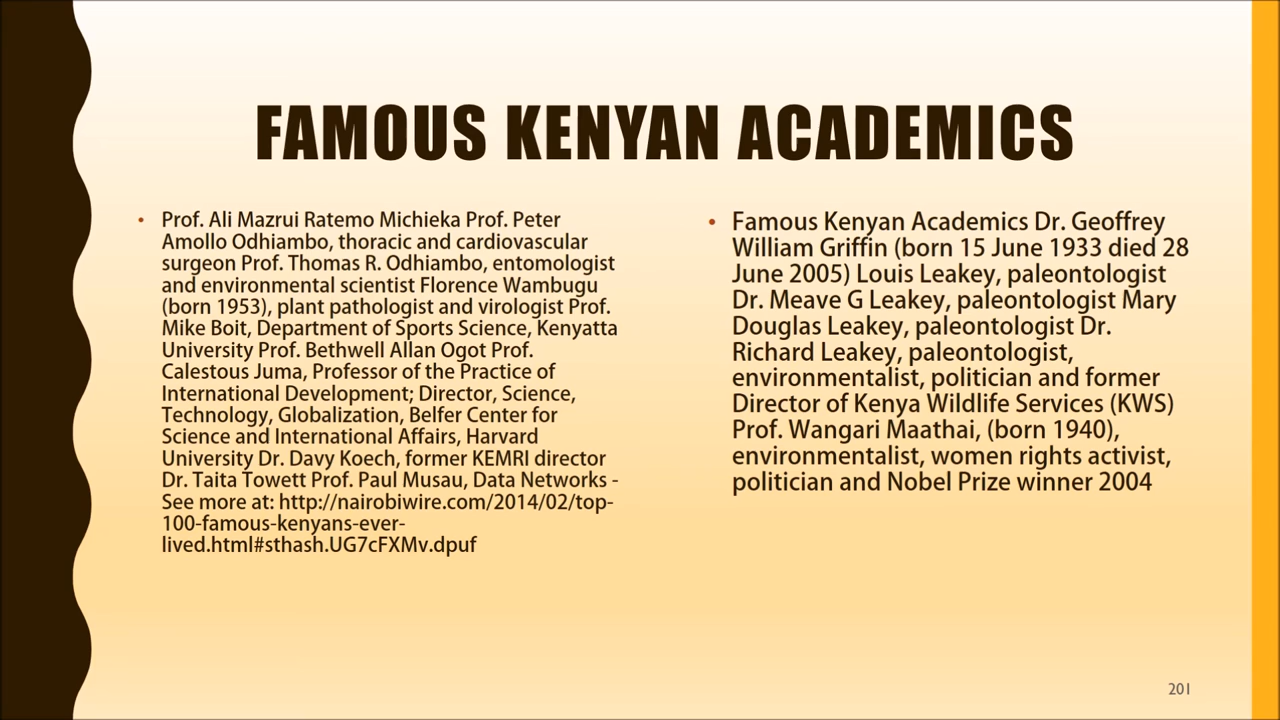 FAMOUS KENYAN ACADEMICS
• Prof. Ali Mazrui Ratemo Michieka Prof. Peter
Amollo Odhiambo, thoracic and cardiovascular
surgeon Prof. Thomas R. Odhiambo, entomologist
and environmental scientist Florence Wambugu
(born 1953), plant pathologist and virologist Prof.
Mike Boit, Department of Sports Science, Kenyatta
University Prof. Bethwell Allan Ogot Prof.
Calestous Juma, Professor of the Practice of
International Development; Director, Science,
Technology, Globalization, Belfer Center for
Science and International Affairs, Harvard
University Dr. Davy Koech, former KEMRI director
Dr. Taita Towett Prof. Paul Musau, Data Networks -
See more at: http://nairobiwire.com/2014/02/top-
100-famous-kenyans-ever-
lived.html#sthash.UG7cFXMv.dpuf
• Famous Kenyan Academics Dr. Geoffrey
William Griffin (born 15 June 1933 died 28
June 2005) Louis Leakey, paleontologist
Dr. Meave G Leakey, paleontologist Mary
Douglas Leakey, paleontologist Dr.
Richard Leakey, paleontologist,
environmentalist, politician and former
Director of Kenya Wildlife Services (KWS)
Prof. Wangari Maathai, (born 1940),
environmentalist, women rights activist,
politician and Nobel Prize winner 2004
201